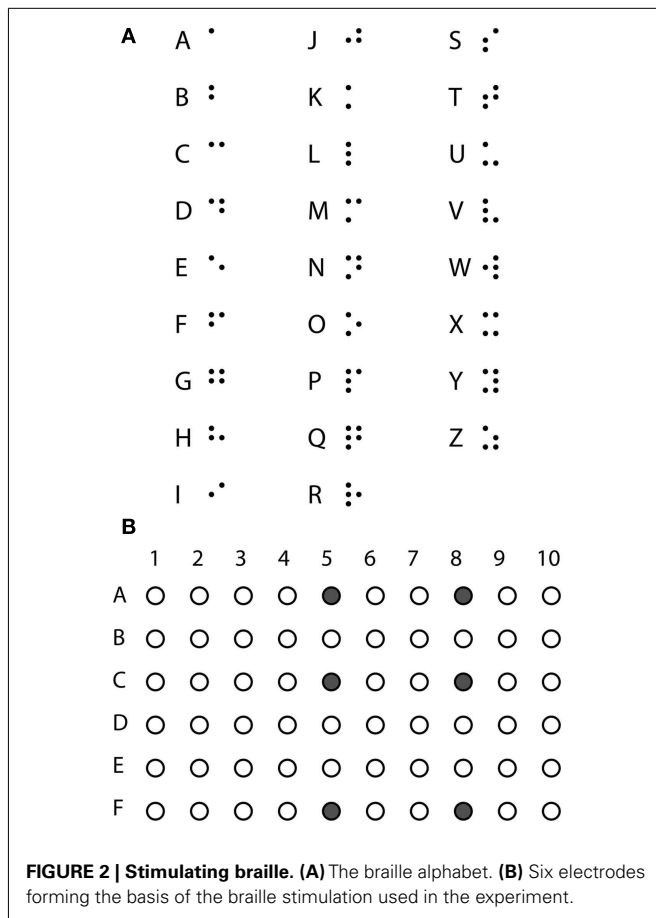 A
A J S
B K T
C L U
D M V
E N W
F O X
G P Y
H Q Z
I R
B
1 2 3 4 5 6 7 8 9 10
A
B
C
D
E
F
FIGURE 2 | Stimulating braille. (A) The braille alphabet. (B) Six electrodes
forming the basis of the braille stimulation used in the experiment.